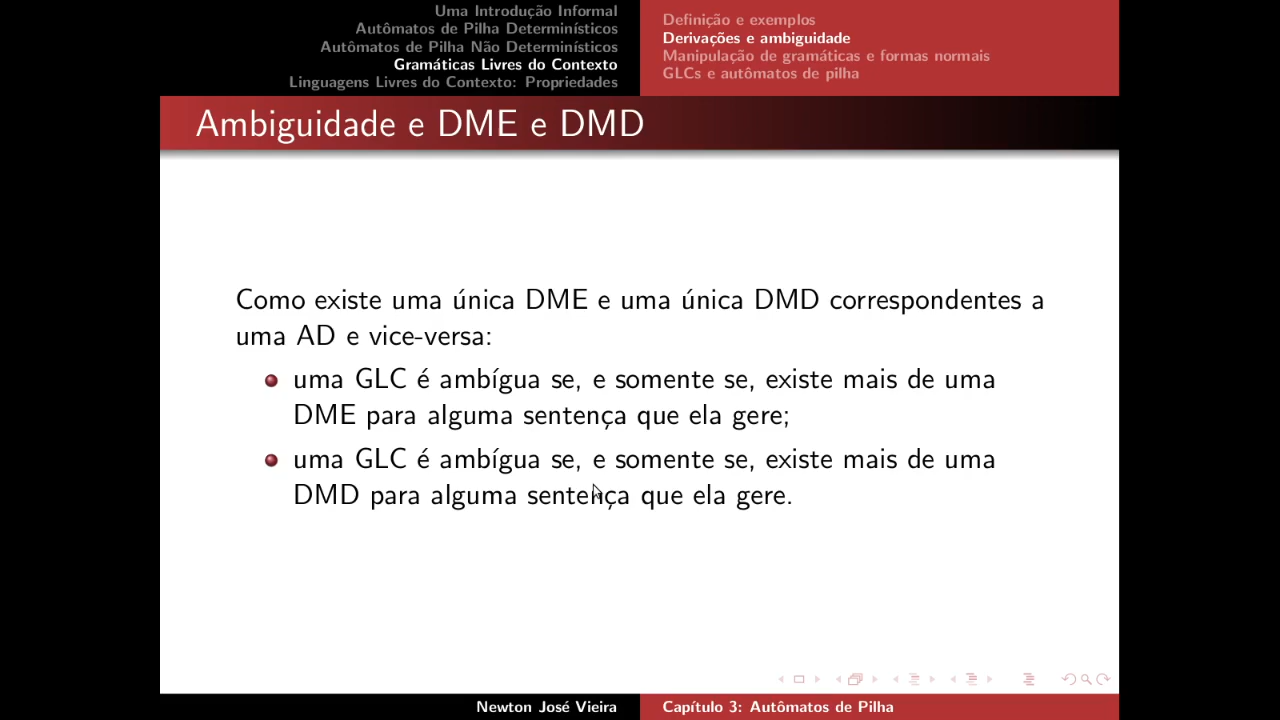 Uma Introdução Informal
Autômatos de Pilha Determinísticos
Autômatos de Pilha Não Determinísticos
Gramáticas Livres do Contexto
Linguagens Livres do Contexto: Propriedades
Definição e exemplos
Derivações e ambiguidade
Manipulação de gramáticas e formas normais
GLCs e autômatos de pilha
Ambiguidade e DME e DMD
Como existe uma única DME e uma única DMD correspondentes a
uma AD e vice-versa:
uma GLC é ambígua se, e somente se, existe mais de uma
DME para alguma sentença que ela gere;
uma GLC é ambígua se, e somente se, existe mais de uma
DMD para alguma sentença que ela gere.
Newton José Vieira
Capítulo 3: Autômatos de Pilha